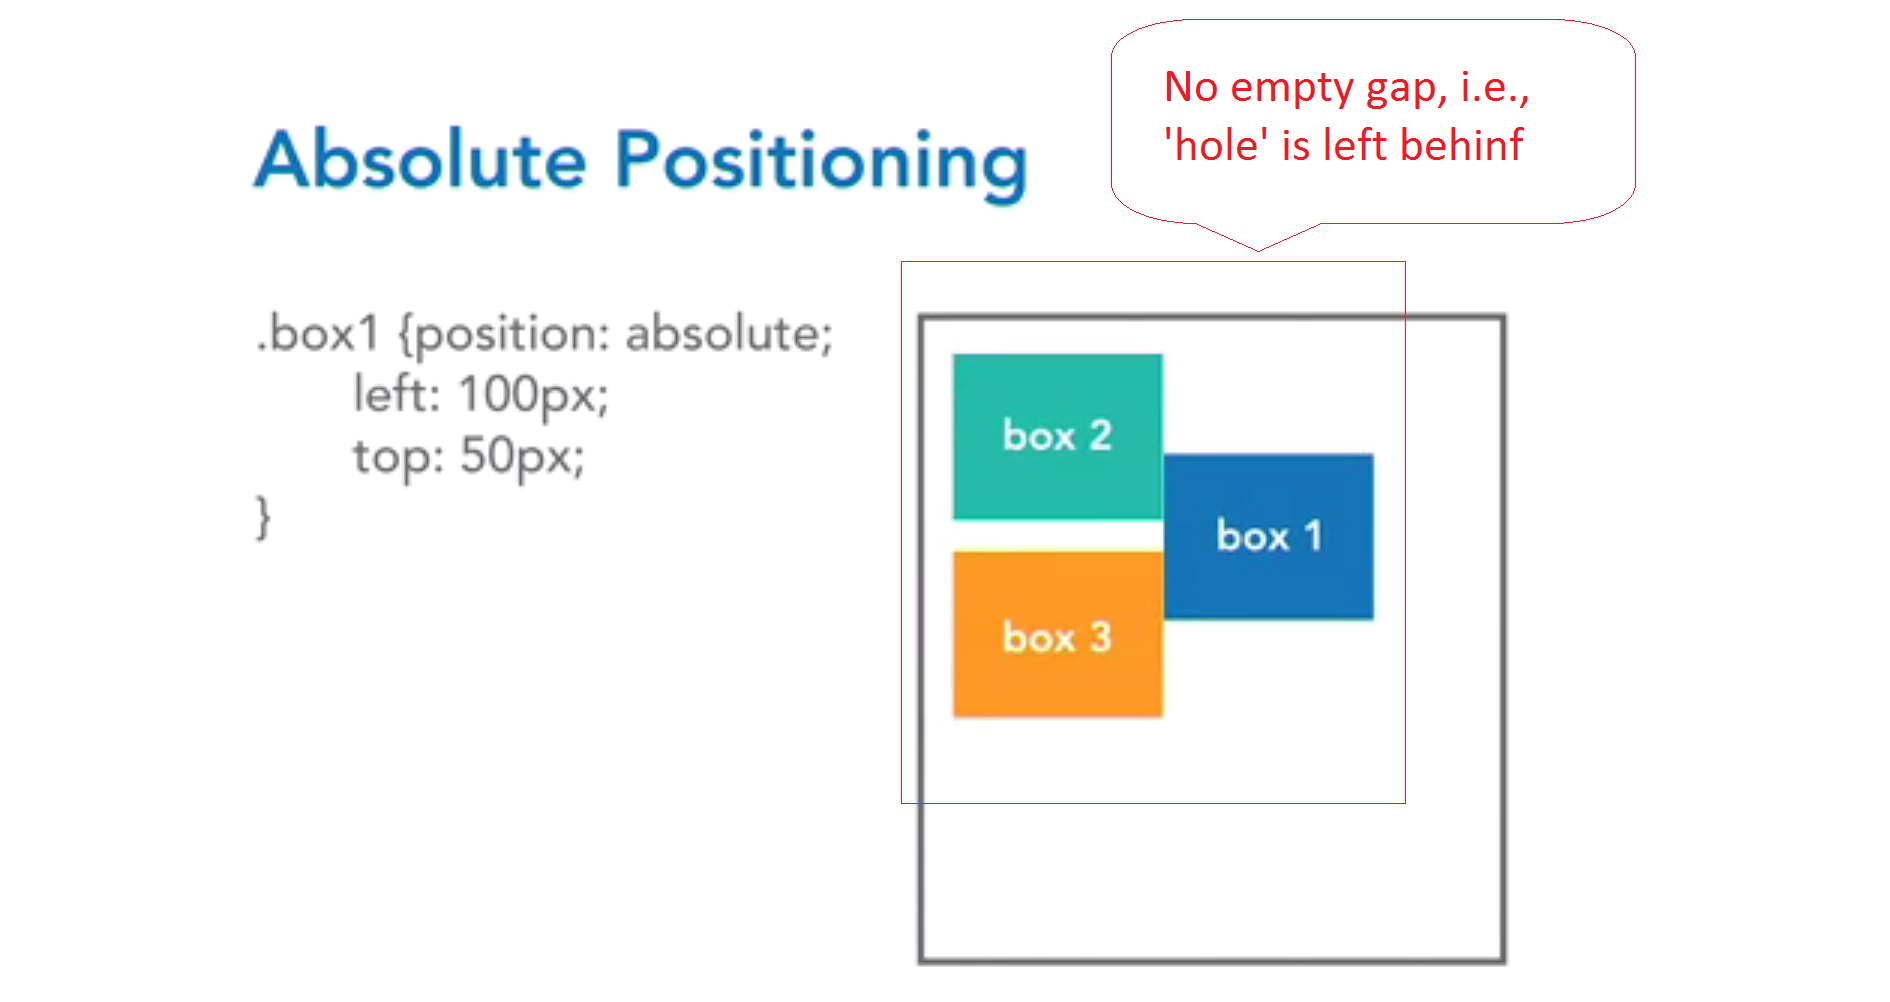 Absolute Positioning
No empty gap, i.e.,
'hole' is left behinf
.box1 {position: absolute;
left: 100px;
top: 50px;
}
box 2
box 1
box 3